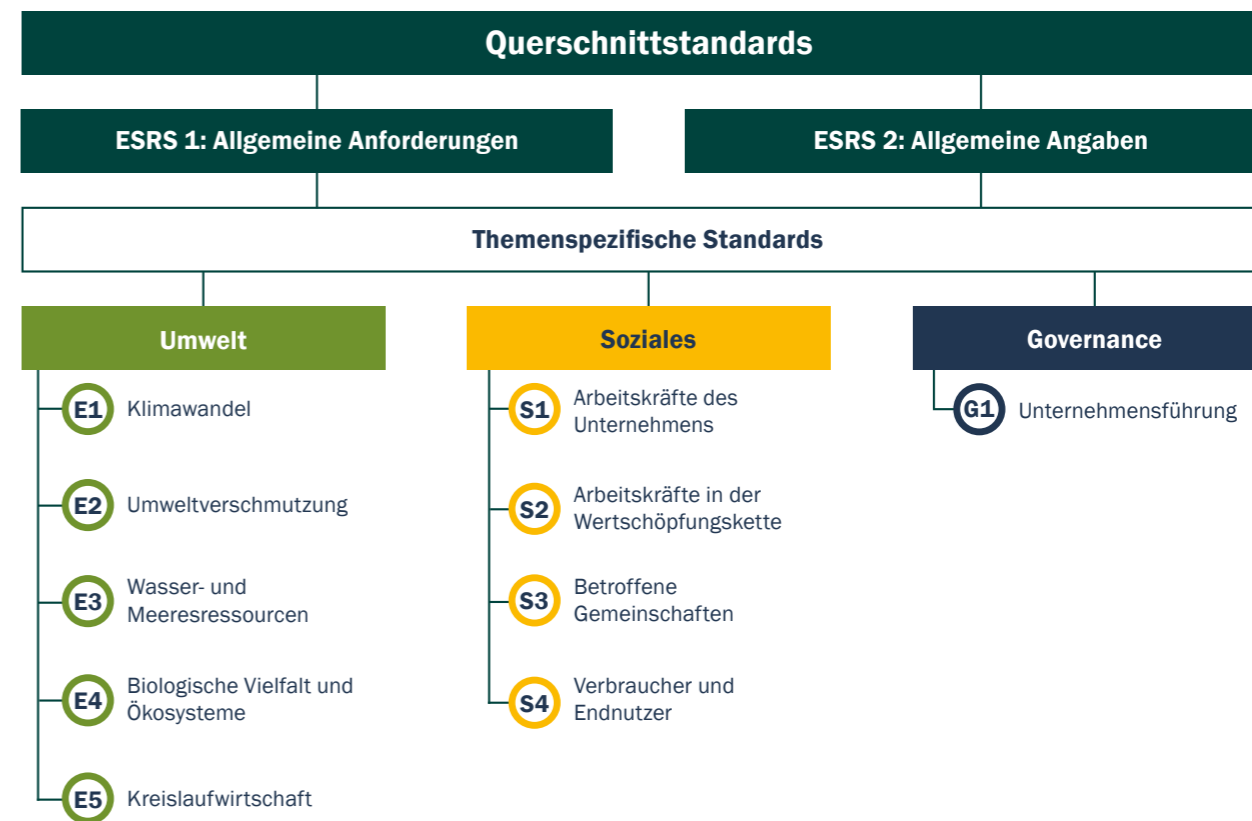 Querschnittstandards
ESRS 1: Allgemeine Anforderungen
ESRS 2: Allgemeine Angaben
Themenspezifische Standards
Umwelt
E1 Klimawandel
E2 Umweltverschmutzung
E3 Wasser- und
Meeresressourcen
E4 Biologische Vielfalt und
Ökosysteme
E5 Kreislaufwirtschaft
Soziales
S1 Arbeitskräfte des
Unternehmens
S2 Arbeitskräfte in der
Wertschöpfungskette
S3 Betroffene
Gemeinschaften
S4 Verbraucher und
Endnutzer
Governance
G1 Unternehmensführung